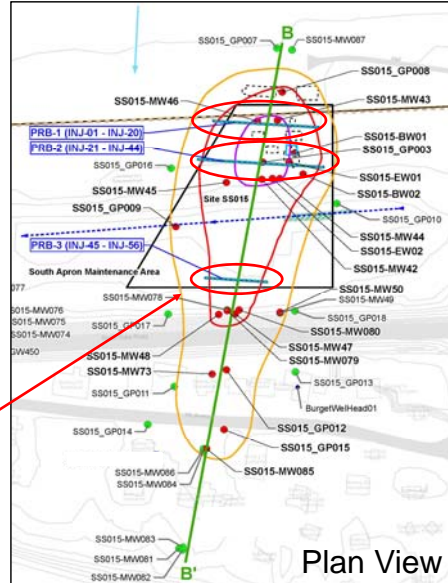 B
SS015_GP007
SS015-MW087
SS015_GP008
SS015-MW46
SS015-MW43
PRB-1 (INJ-01 - INJ-20)
PRB-2 (INJ-21 - INJ-44)
SS015-BW01
SS015_GP003
SS015_GP016
SS015-EW01
SS015-MW45
SS015-BW02
Site SS015
SS015_GP009
SS015_GP010
SS015-MW44
SS015-EW02
PRB-3 (INJ-45 - INJ-56)
SS015-MW42
South Apron Maintenance Area
SS015-MW50
077
SS015-MW078
SS015-MW49
SS015-MW076
SS015_GP017
SS015_GP018
SS015-MW075
SS015-MW080
SS015-MW074
SS015-MW47
GW450
SS015-MW48
SS015-MW079
SS015-MW73
SS015_GP011
SS015_GP013
BurgetWellHead01
SS015_GP012
SS015_GP014
SS015_GP015
SS015-MW086
SS015-MW085
SS015-MW084
SS015-MW083
SS015-MW081
SS015-MW082
B'
Plan View